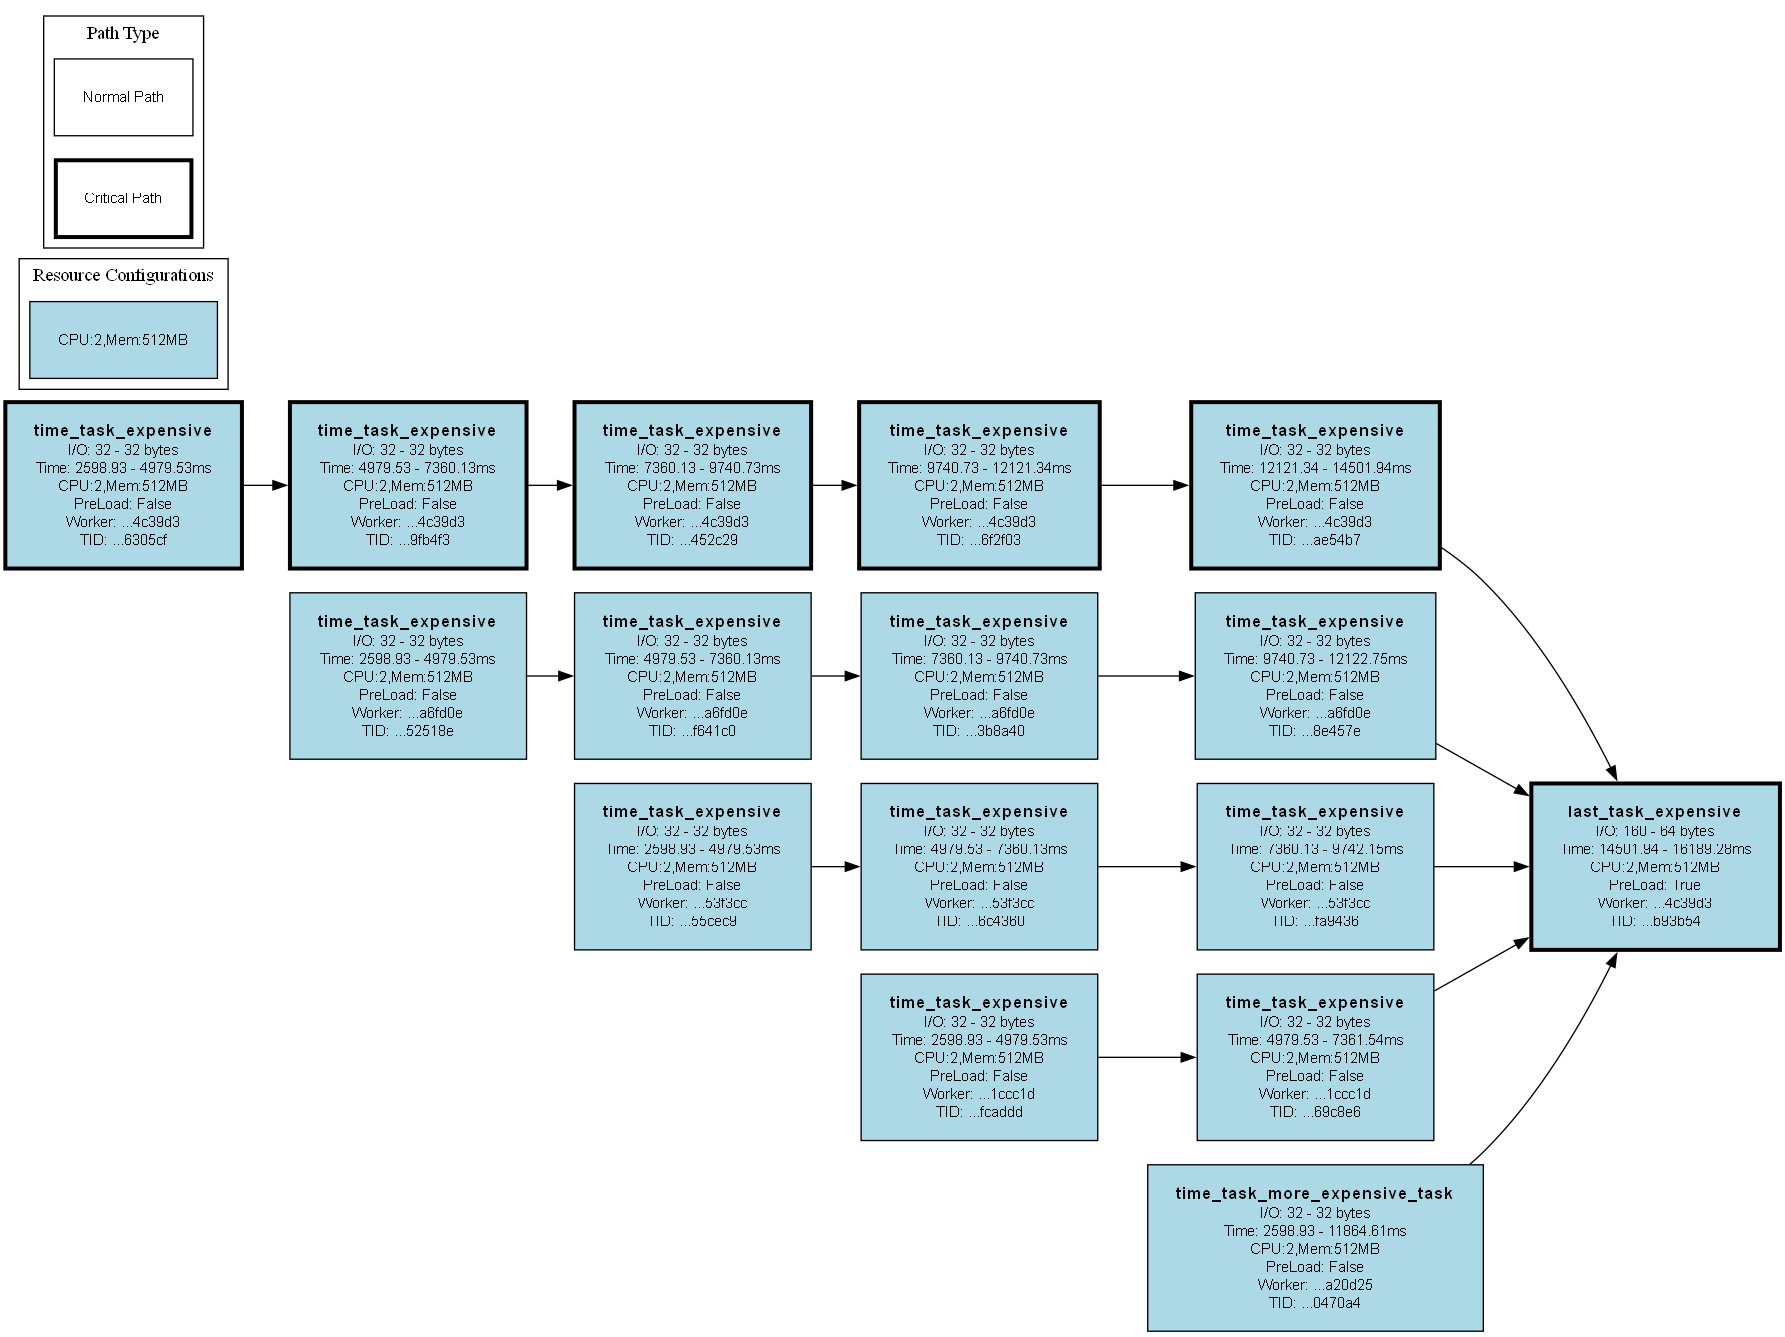 Path Type
Normal Path
Critical Path
Resource Configurations
CPU:2,Mem:512MB
time_task_expensive
I/O: 32 - 32 bytes
Time: 2598.93 - 4979.53ms
CPU:2,Mem:512MB
PreLoad: False
Worker: ...4c39d3
TID: ...6305cf
time_task_expensive
I/O: 32 - 32 bytes
Time: 4979.53 - 7360.13ms
CPU:2,Mem:512MB
PreLoad: False
Worker: ...4c39d3
TID: ...9fb4f3
time_task_expensive
I/O: 32 - 32 bytes
Time: 7360.13 - 9740.73ms
CPU:2,Mem:512MB
PreLoad: False
Worker: ...4c39d3
TID: ...452c29
time_task_expensive
I/O: 32 - 32 bytes
Time: 9740.73 - 12121.34ms
CPU:2,Mem:512MB
PreLoad: False
Worker: ...4c39d3
TID: ...6f2f03
time_task_expensive
I/O: 32 - 32 bytes
Time: 12121.34 - 14501.94ms
CPU:2,Mem:512MB
PreLoad: False
Worker: ...4c39d3
TID: ...ae54b7
time_task_expensive
I/O: 32 - 32 bytes
Time: 2598.93 - 4979.53ms
CPU:2,Mem:512MB
PreLoad: False
Worker: ...a6fd0e
TID: ...52518e
time_task_expensive
I/O: 32 - 32 bytes
Time: 4979.53 - 7360.13ms
CPU:2,Mem:512MB
PreLoad: False
Worker: ...a6fd0e
TID: ...f641c0
time_task_expensive
I/O: 32 - 32 bytes
Time: 7360.13 - 9740.73ms
CPU:2,Mem:512MB
PreLoad: False
Worker: ...a6fd0e
TID: ...3b8a40
time_task_expensive
I/O: 32 - 32 bytes
Time: 9740.73 - 12122.75ms
CPU:2,Mem:512MB
PreLoad: False
Worker: ...a6fd0e
TID: ...8e457e
time_task_expensive
I/O: 32 - 32 bytes
Time: 2598.93 - 4979.53ms
CPU:2,Mem:512MB
PreLoad: False
Worker: ...53f3cc
TID: ...55cec9
time_task_expensive
I/O: 32 - 32 bytes
Time: 4979.53 - 7360.13ms
CPU:2,Mem:512MB
PreLoad: False
Worker: ...53f3cc
TID: ...6c4360
time_task_expensive
I/O: 32 - 32 bytes
Time: 7360.13 - 9742.15ms
CPU:2,Mem:512MB
PreLoad: False
Worker: ...53f3cc
TID: ...fa9436
last_task_expensive
I/O: 160 - 64 bytes
Time: 14501.94 - 16189.28ms
CPU:2,Mem:512MB
PreLoad: True
Worker: ...4c39d3
TID: ...b93b54
time_task_expensive
I/O: 32 - 32 bytes
Time: 2598.93 - 4979.53ms
CPU:2,Mem:512MB
PreLoad: False
Worker: ...1ccc1d
TID: ...fcaddd
time_task_expensive
I/O: 32 - 32 bytes
Time: 4979.53 - 7361.54ms
CPU:2,Mem:512MB
PreLoad: False
Worker: ...1ccc1d
TID: ...69c8e6
time_task_more_expensive_task
I/O: 32 - 32 bytes
Time: 2598.93 - 11864.61ms
CPU:2,Mem:512MB
PreLoad: False
Worker: ...a20d25
TID: ...0470a4